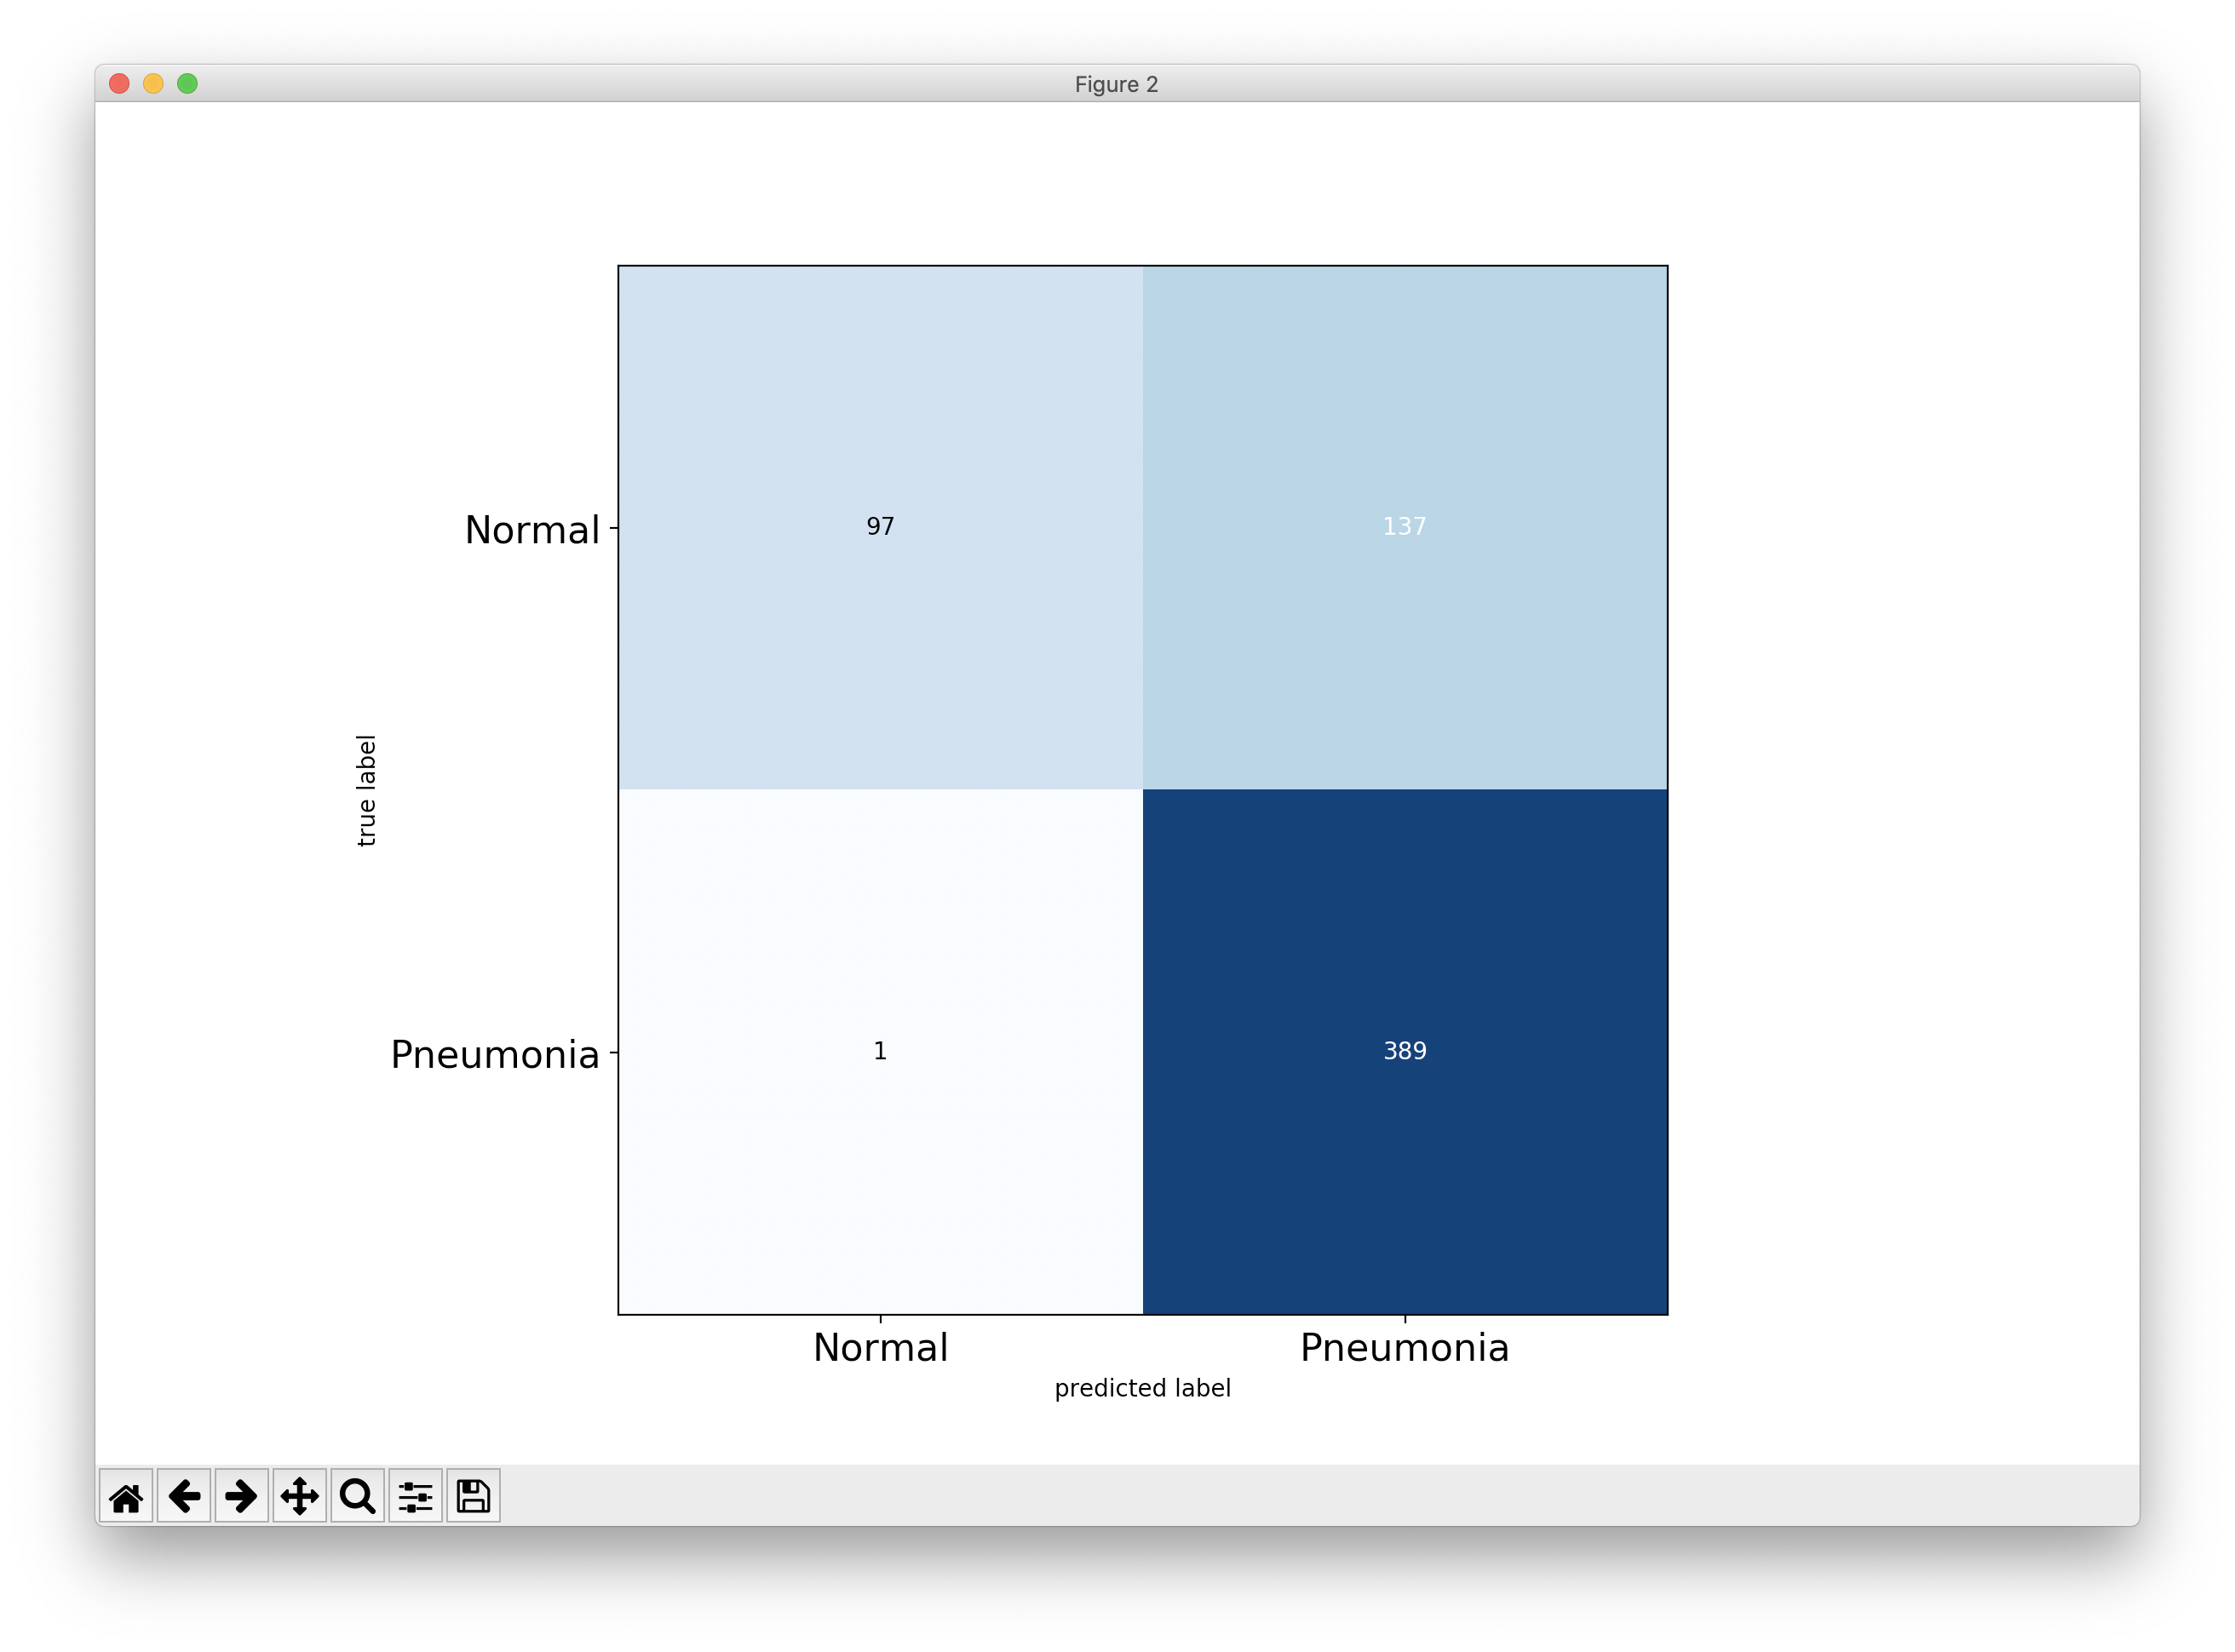 Figure 2
Normal
97
137
true label
Pneumonia
1
389
Normal
Pneumonia
predicted label